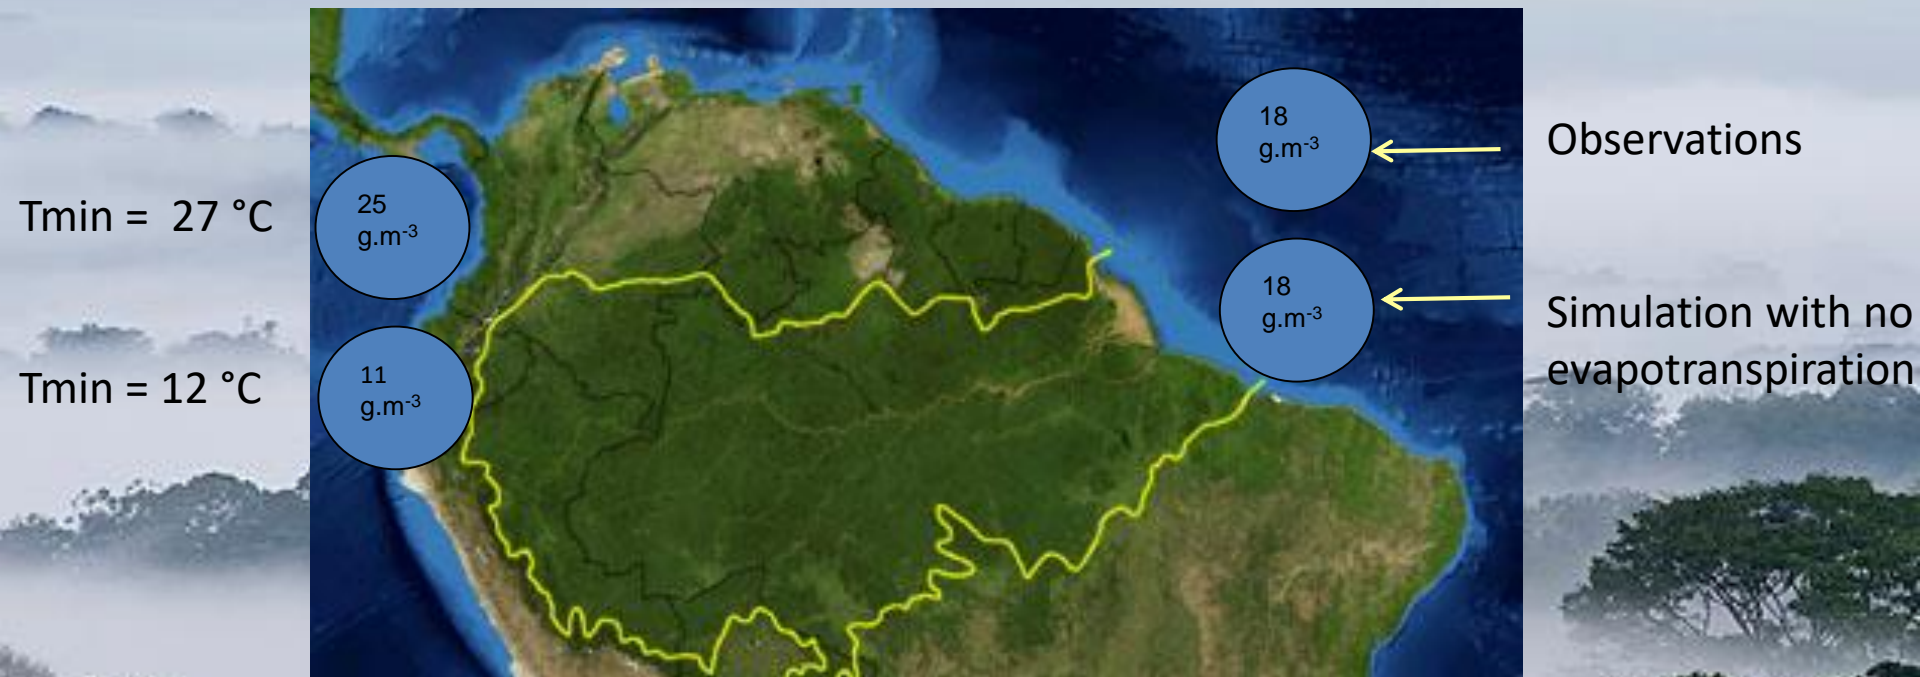 18
g.m-3
Observations
25
g.m-3
Tmin = 27 °C
18
g.m-3
Simulation with no
evapotranspiration
11
g.m-3
Tmin = 12 °C